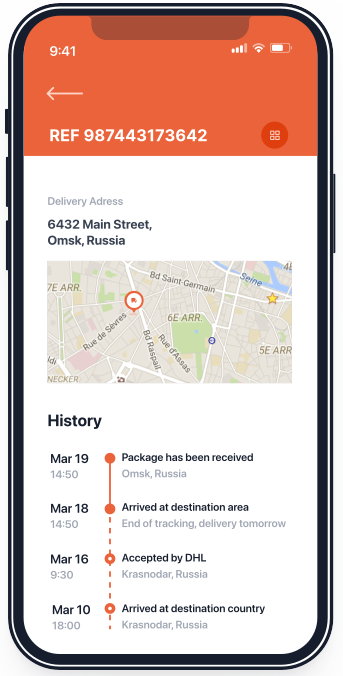 9:41
REF 987443173642
Delivery Adress
6432 Main Street,
Omsk, Russia
Bd Saint-Germain
7E ARR.
Seine
6E ARR.
Rue de Sèvres
Bd Raspail
Rue d'Assas
5E ARR
NECKER
History
Mar 19
Package has been received
14:50
Omsk, Russia
Mar 18
Arrived at destination area
14:50
End of tracking, delivery tomorrow
Mar 16
Accepted by DHL
9:30
Krasnodar, Russia
Mar 10
Arrived at destination country
18:00
Krasnodar, Russia